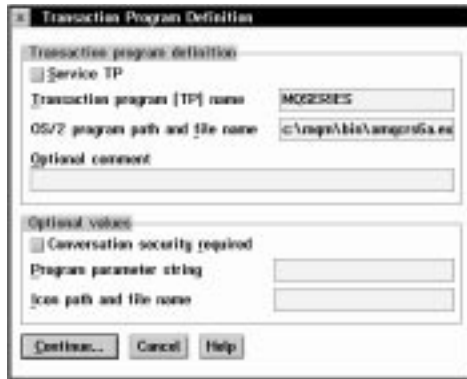 Transaction Program Definition
Transaction program definition
Service TP
Transaction program (TP) name MQSERIES
OS/2 program path and file name c:\mqm\bin\amqcrs6a.ex
Optional comment
Optional values
Conversation security required
Program parameter string
Icon path and file name
Continue... Cancel Help